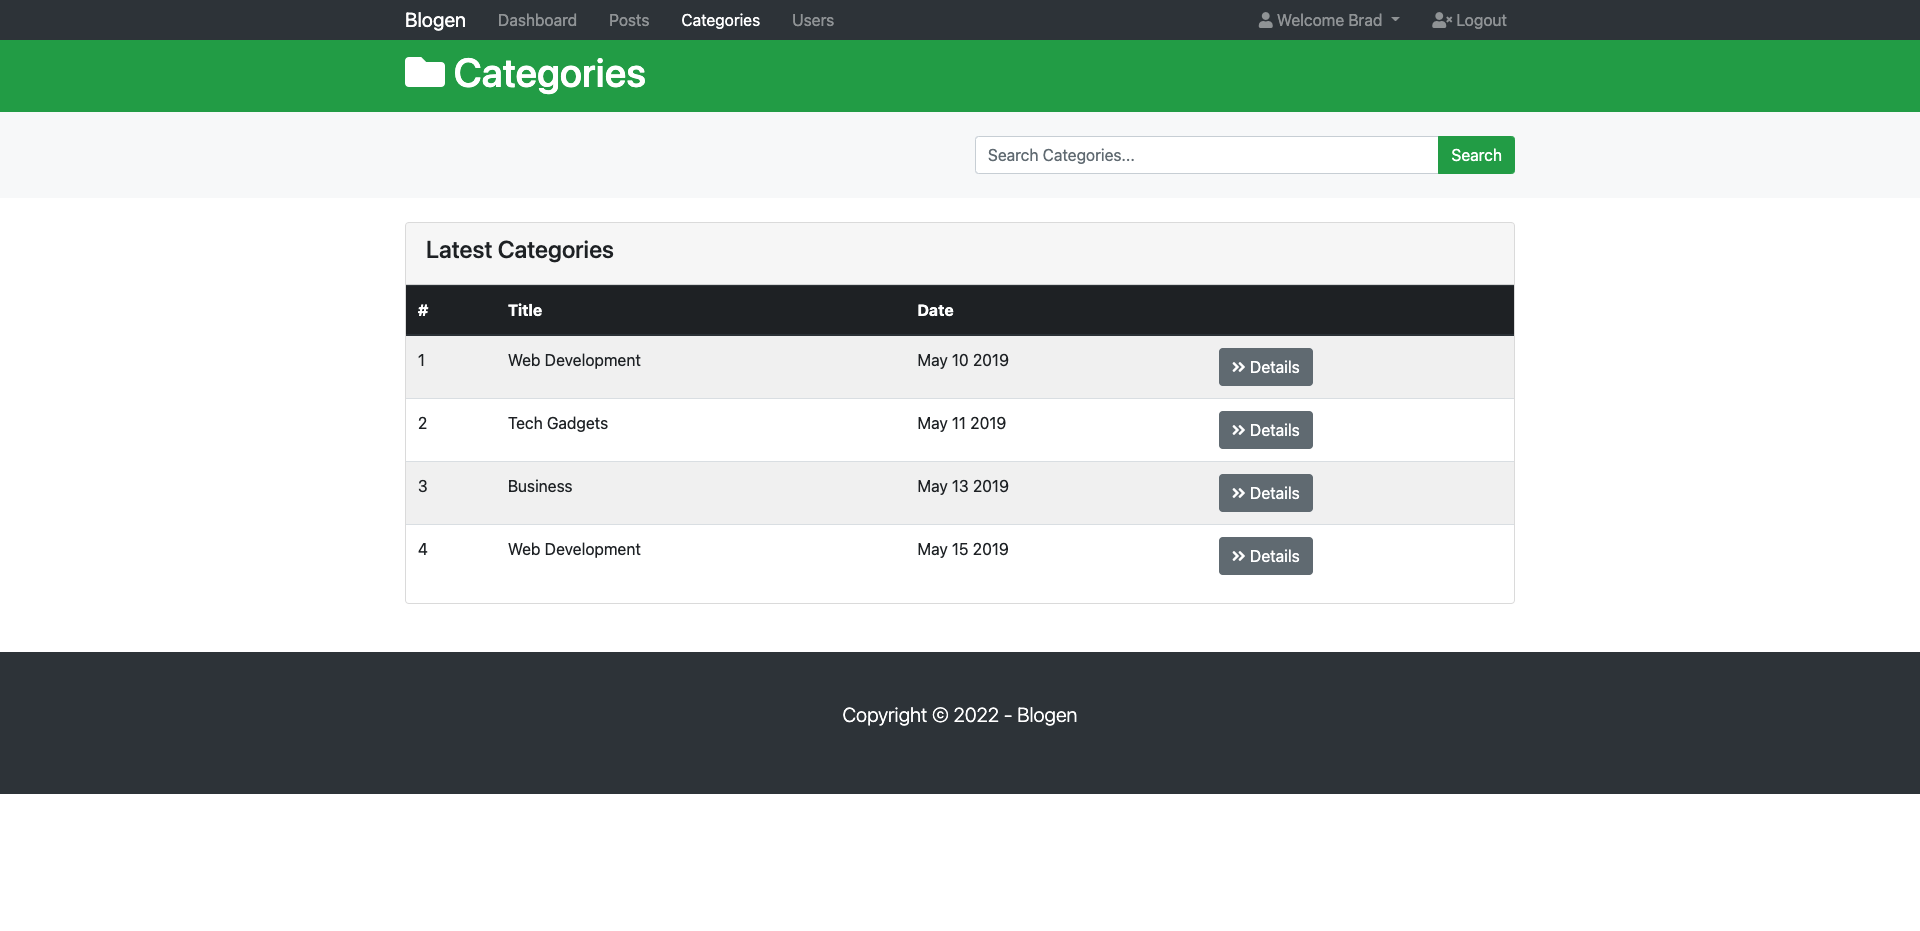 Blogen Dashboard Posts Categories Users Welcome Brad Logout
Categories
Search Categories... Search
Latest Categories
# Title Date
1 Web Development May 10 2019 Details
2 Tech Gadgets May 11 2019 Details
3 Business May 13 2019 Details
4 Web Development May 15 2019 Details
Copyright © 2022 - Blogen